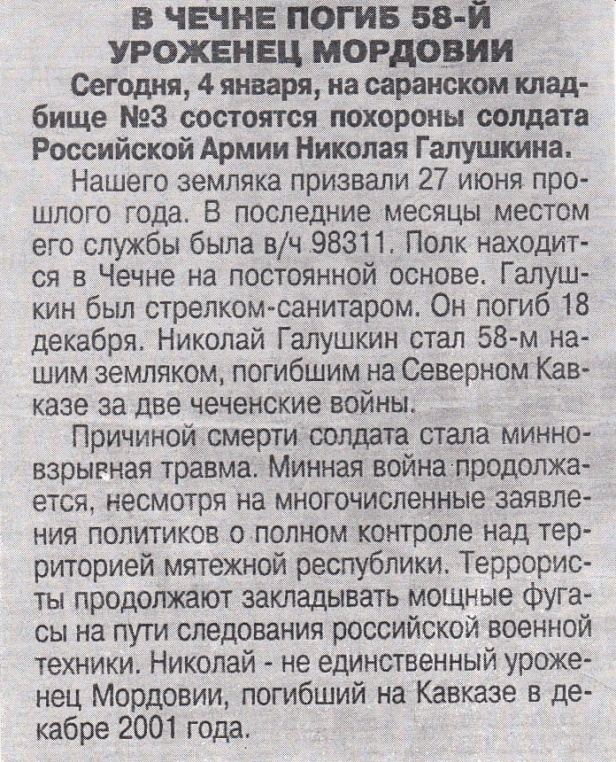 В ЧЕЧНЕ ПОГИБ 58-Й
УРОЖЕНЕЦ МОРДОВИИ
Сегодня, 4 января, на саранском клад-
бище №3 состоятся похороны солдата
Российской Армии Николая Галушкина.
Нашего земляка призвали 27 июня про-
шлого года. В последние месяцы местом
его службы была в/ч 98311. Полк находит-
ся в Чечне на постоянной основе. Галуш-
кин был стрелком-санитаром. Он погиб 18
декабря. Николай Галушкин стал 58-м на-
шим земляком, погибшим на Северном Кав-
казе за две чеченские войны.
Причиной смерти солдата стала минно-
взрывная травма. Минная война продолжа-
ется, несмотря на многочисленные заявле-
ния политиков о полном контроле над тер-
риторией мятежной республики. Террорис-
ты продолжают закладывать мощные фуга-
сы на пути следования российской военной
техники. Николай - не единственный уроже-
нец Мордовии, погибший на Кавказе в де-
кабре 2001 года.